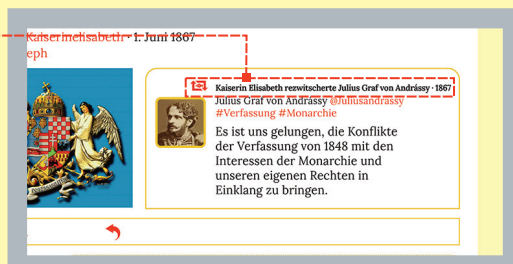 Kaiserinelisabeth · 1. Juni 1867
eph
Kaiserin Elisabeth rezwitscherte Julius Graf von Andrássy · 1867
Julius Graf von Andrassy @Juliusandrassy
#Verfassung #Monarchie
Es ist uns gelungen, die Konflikte
der Verfassung von 1848 mit den
Interessen der Monarchie und
unseren eigenen Rechten in
Einklang zu bringen.